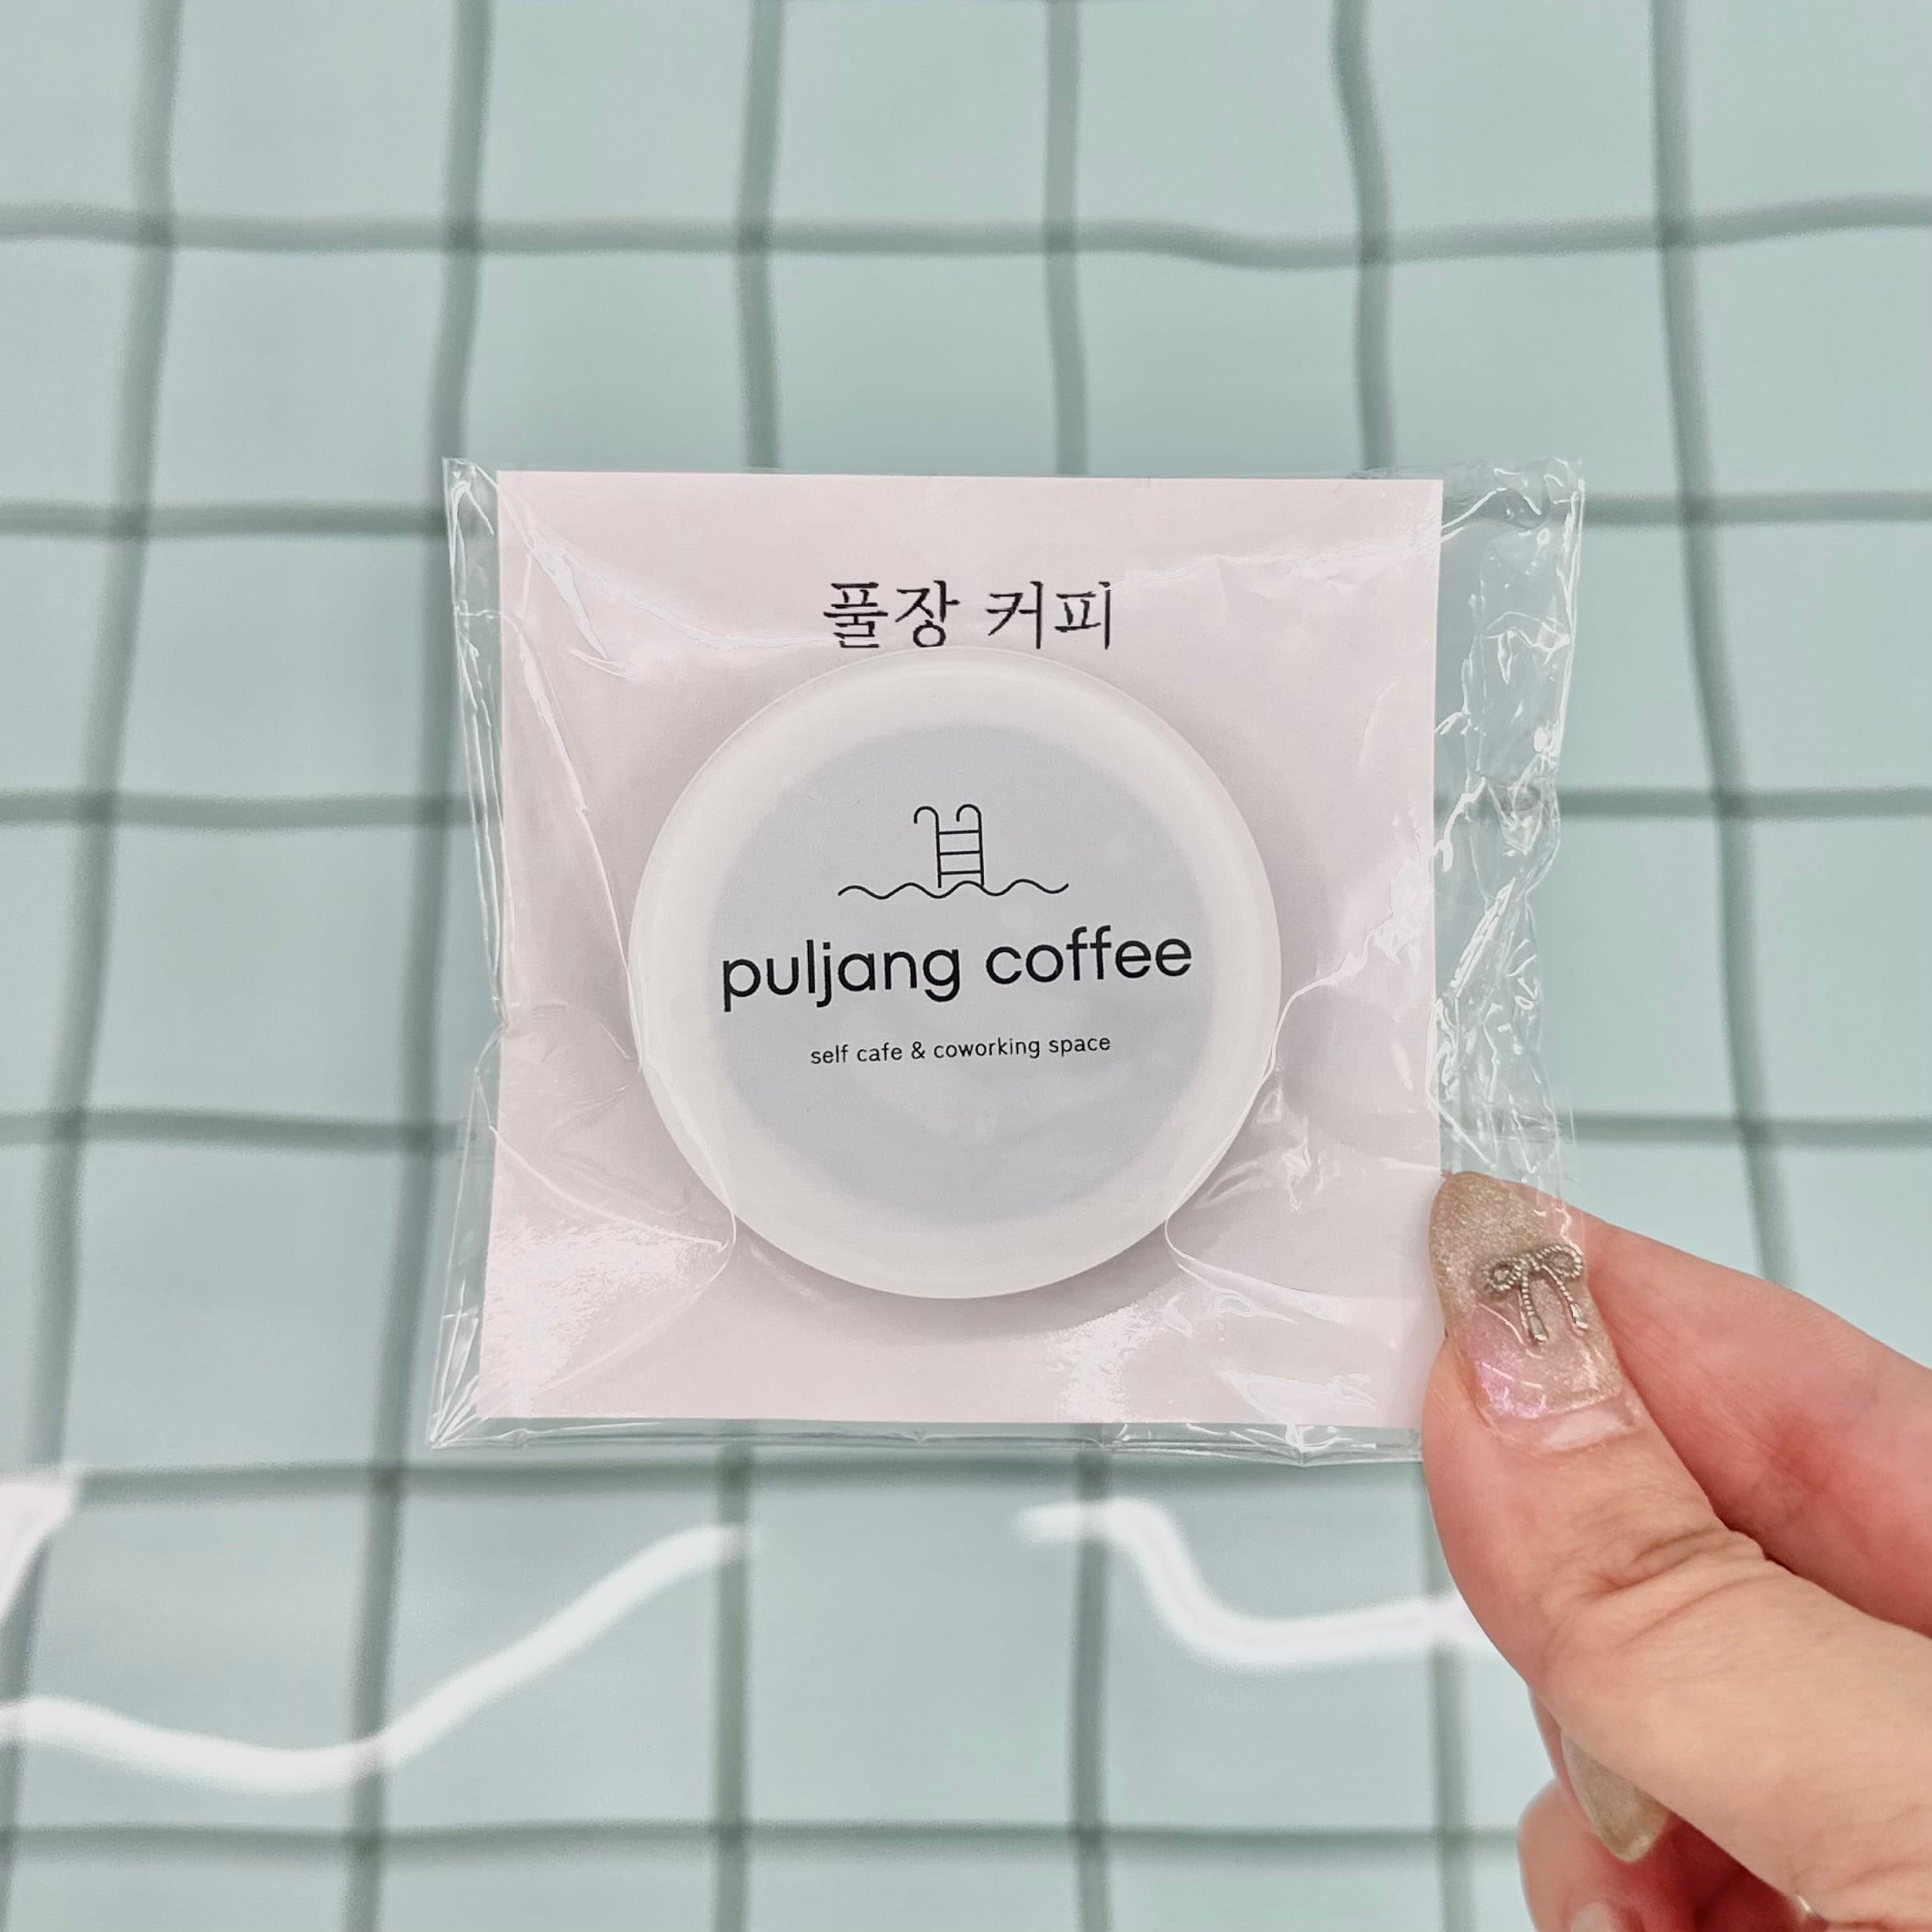 풀장 커피
puljang coffee
self cafe & coworking space